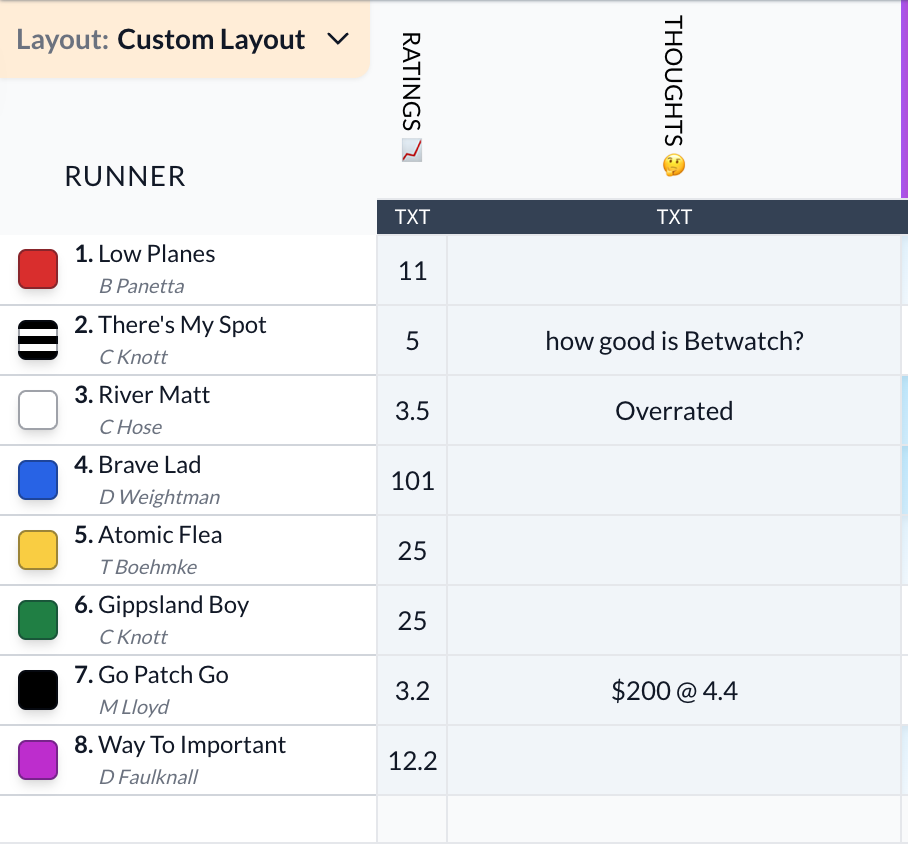 Layout: Custom Layout
RATINGS 📈
THOUGHTS 🤔
RUNNER
TXT TXT
1. Low Planes
B Panetta
11
2. There's My Spot
C Knott
5
how good is Betwatch?
3. River Matt
C Hose
3.5
Overrated
4. Brave Lad
D Weightman
101
5. Atomic Flea
T Boehmke
25
6. Gippsland Boy
C Knott
25
7. Go Patch Go
M Lloyd
3.2
$200 @ 4.4
8. Way To Important
D Faulknall
12.2